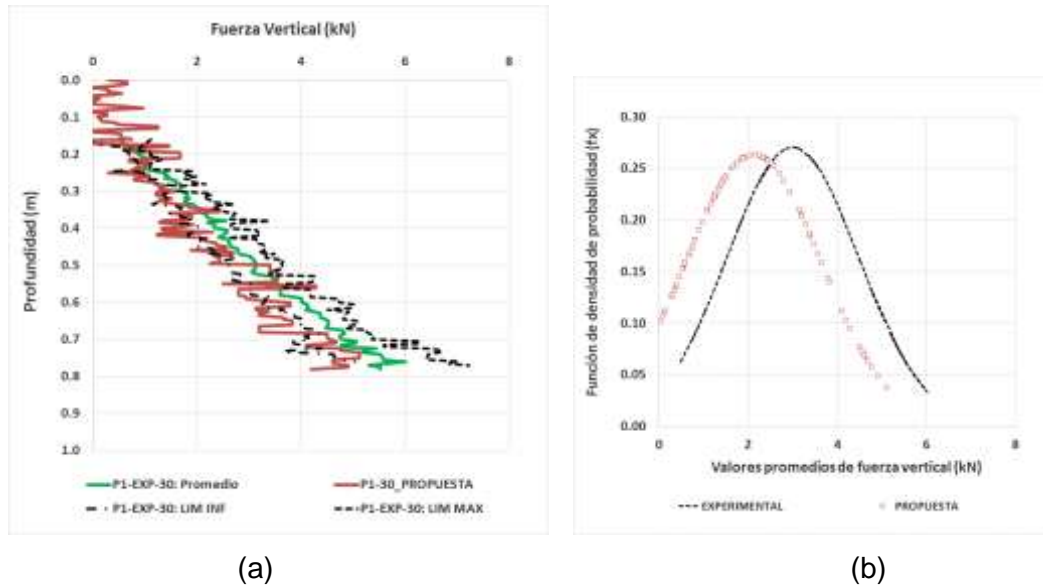 Fuerza Vertical (kN)
0 2 4 6 8
0.0
0.1
0.2
0.3
0.4
0.5
0.6
0.7
0.8
0.9
1.0
Profundidad (m)
P1-EXP-30: Promedio
P1-30_PROPUESTA
P1-EXP-30: LIM INF
P1-EXP-30: LIM MAX
(a)
0.30
0.25
0.20
0.15
0.10
0.05
0.00
Función de densidad de probabilidad (fx)
0 2 4 6 8
Valores promedios de fuerza vertical (kN)
EXPERIMENTAL
PROPUESTA
(b)